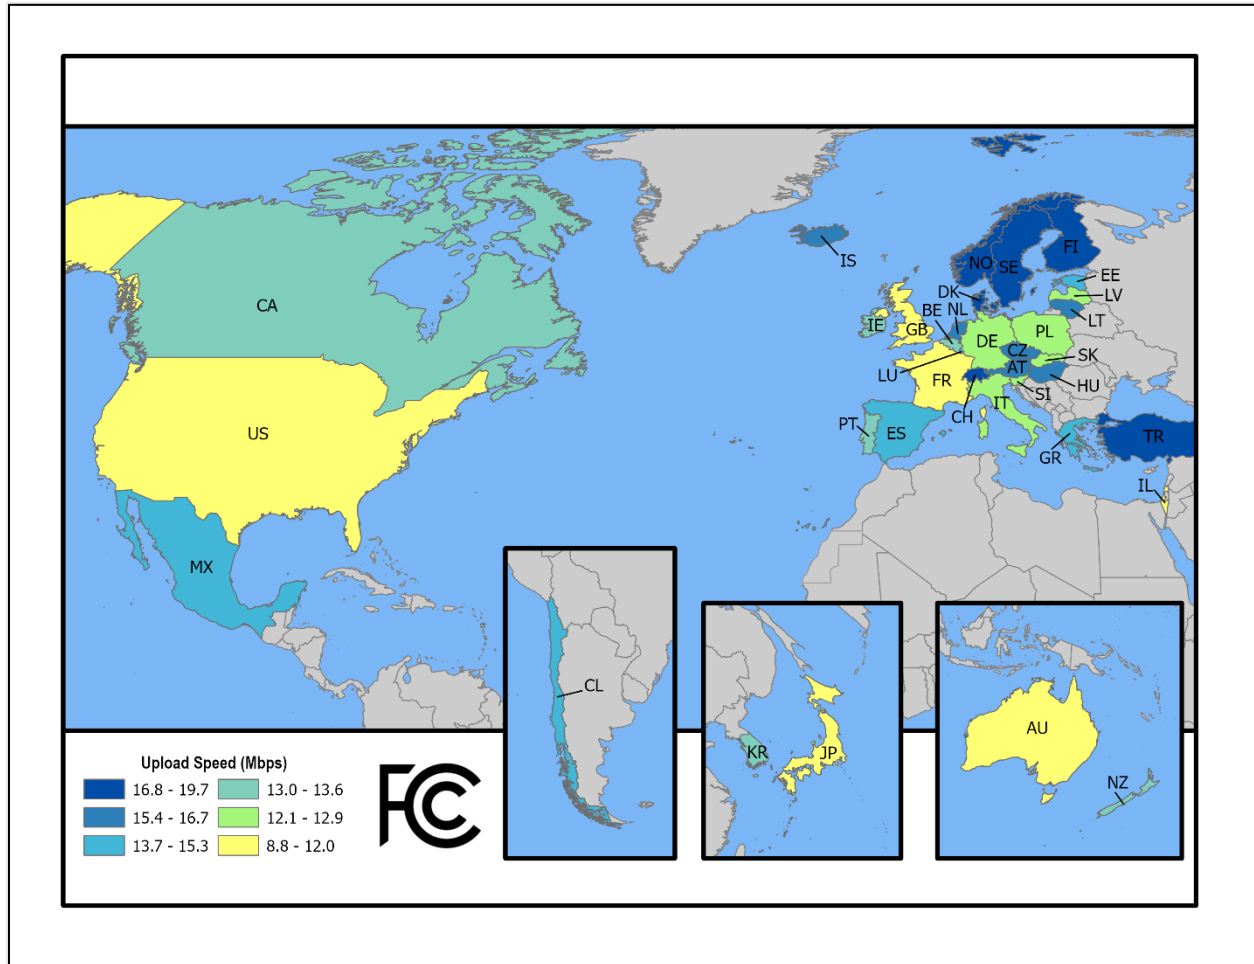 CA
US
MX
IS
NO
SE
FI
EE
LV
LT
DK
BE
NL
IE
GB
DE
PL
CZ
SK
AT
LU
FR
HU
SI
CH
IT
PT
ES
GR
TR
IL
CL
KR
JP
AU
NZ
Upload Speed (Mbps)
16.8 - 19.7
13.0 - 13.6
15.4 - 16.7
12.1 - 12.9
13.7 - 15.3
8.8 - 12.0
FCC